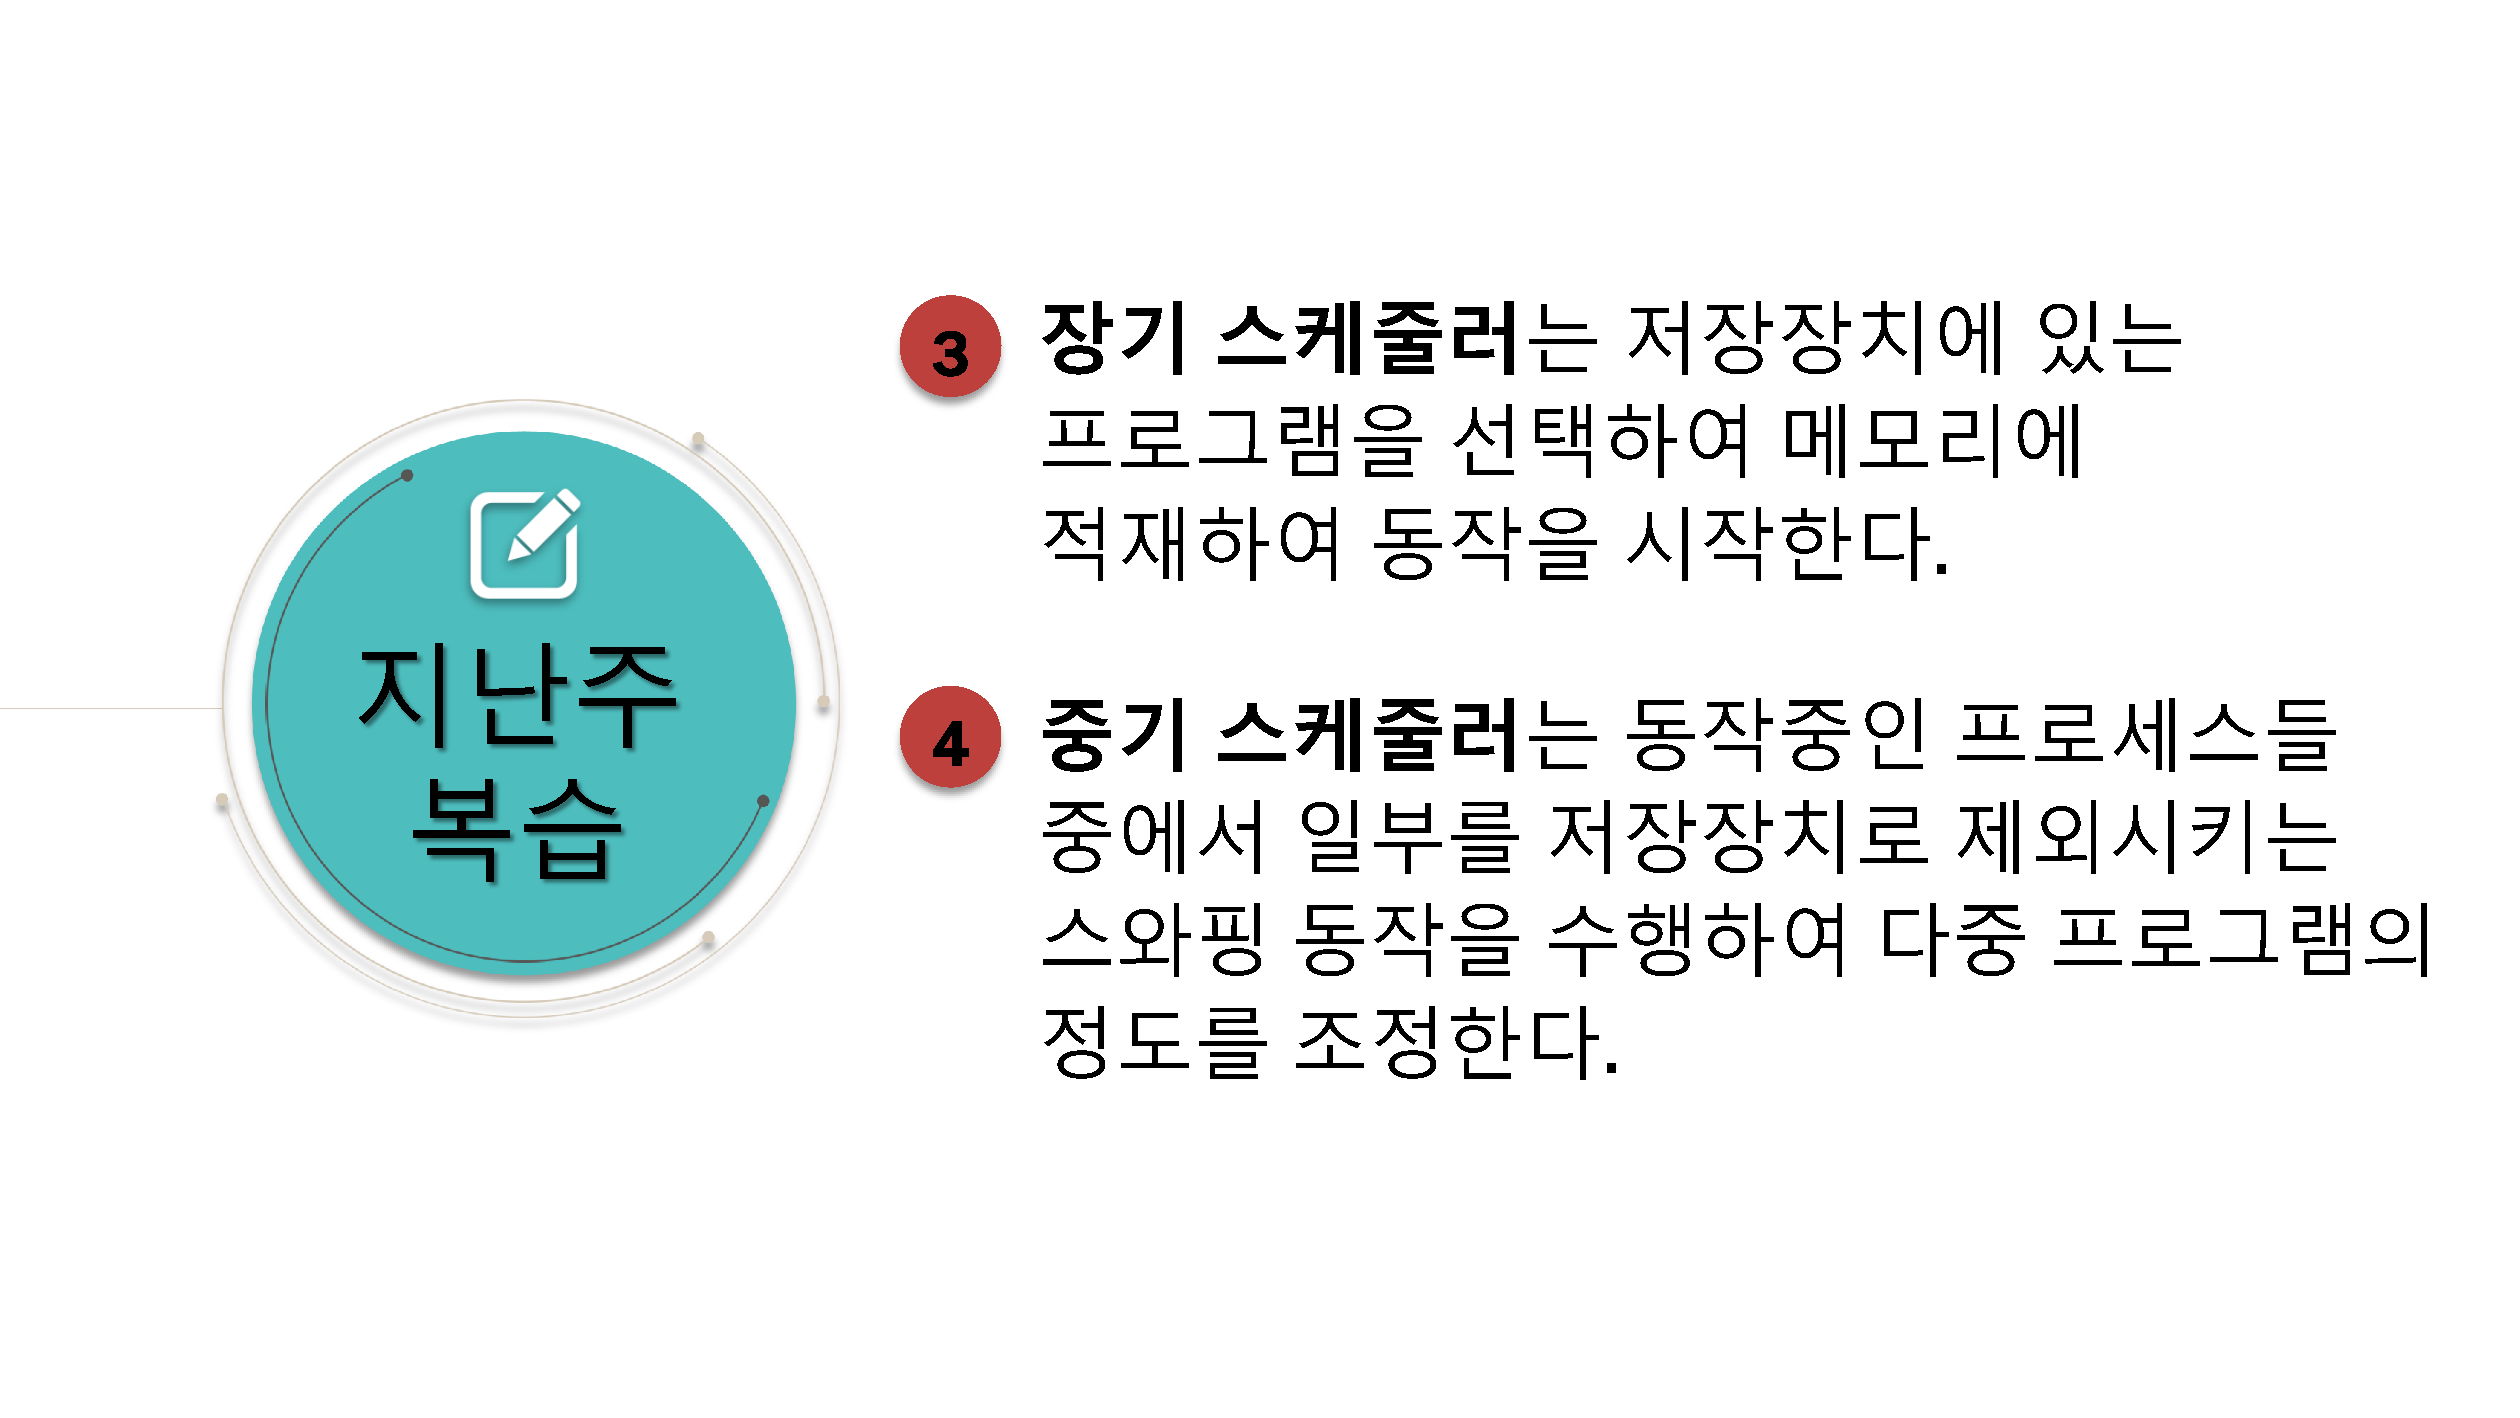 지난주
복습
3
장기 스케줄러는 저장장치에 있는
프로그램을 선택하여 메모리에
적재하여 동작을 시작한다.
4
중기 스케줄러는 동작중인 프로세스들
중에서 일부를 저장장치로 제외시키는
스와핑 동작을 수행하여 다중 프로그램의
정도를 조정한다.